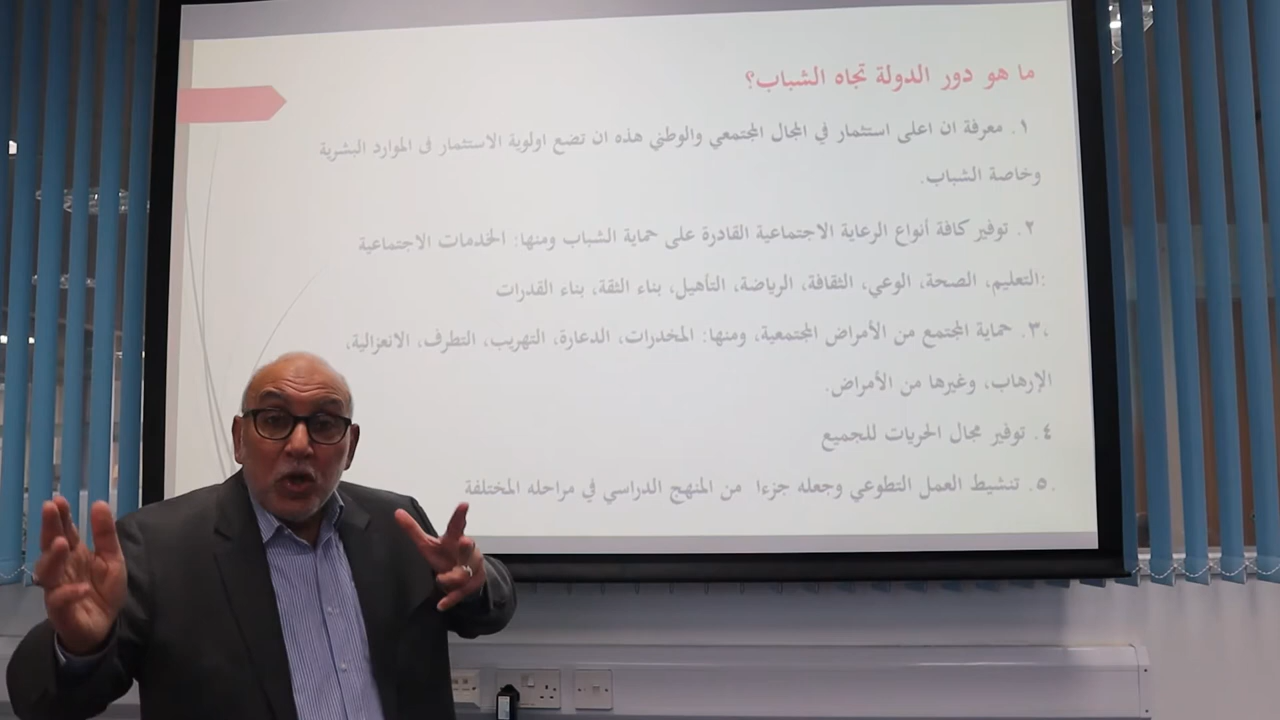 ما هو دور الدولة تجاه الشباب؟
١. معرفة ان اعلى استثمار في المجال المجتمعي والوطني هذه ان تضع اولوية الاستثمار فى الموارد البشرية
وخاصة الشباب.
٢. توفير كافة أنواع الرعاية الاجتماعية القادرة على حماية الشباب ومنها: الخدمات الاجتماعية
:التعليم، الصحة، الوعي، الثقافة، الرياضة، التأهيل، بناء الثقة، بناء القدرات
،٣. حماية المجتمع من الأمراض المجتمعية، ومنها: المخدرات، الدعارة، التهريب، التطرف، الانعزالية،
الإرهاب، وغيرها من الأمراض.
٤. توفير مجال الحريات للجميع
.٥. تنشيط العمل التطوعي وجعله جزءا من المنهج الدراسي في مراحله المختلفة